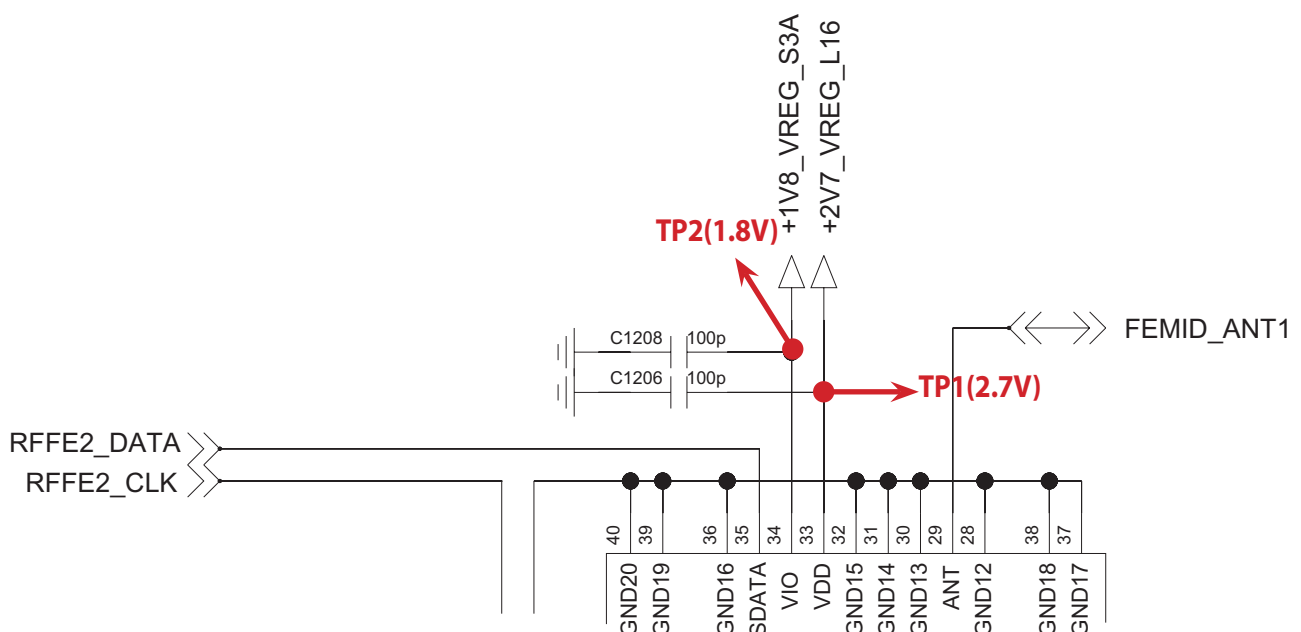 +1V8_VREG_S3A
+2V7_VREG_L16
TP2(1.8V)
FEMID_ANT1
C1208 100p
C1206 100p
TP1(2.7V)
RFFE2_DATA
RFFE2_CLK
40 39 36 35 34 33 32 31 30 29 28 38 37
GND20
GND19
GND16
SDATA
VIO
VDD
GND15
GND14
GND13
ANT
GND12
GND18
GND17